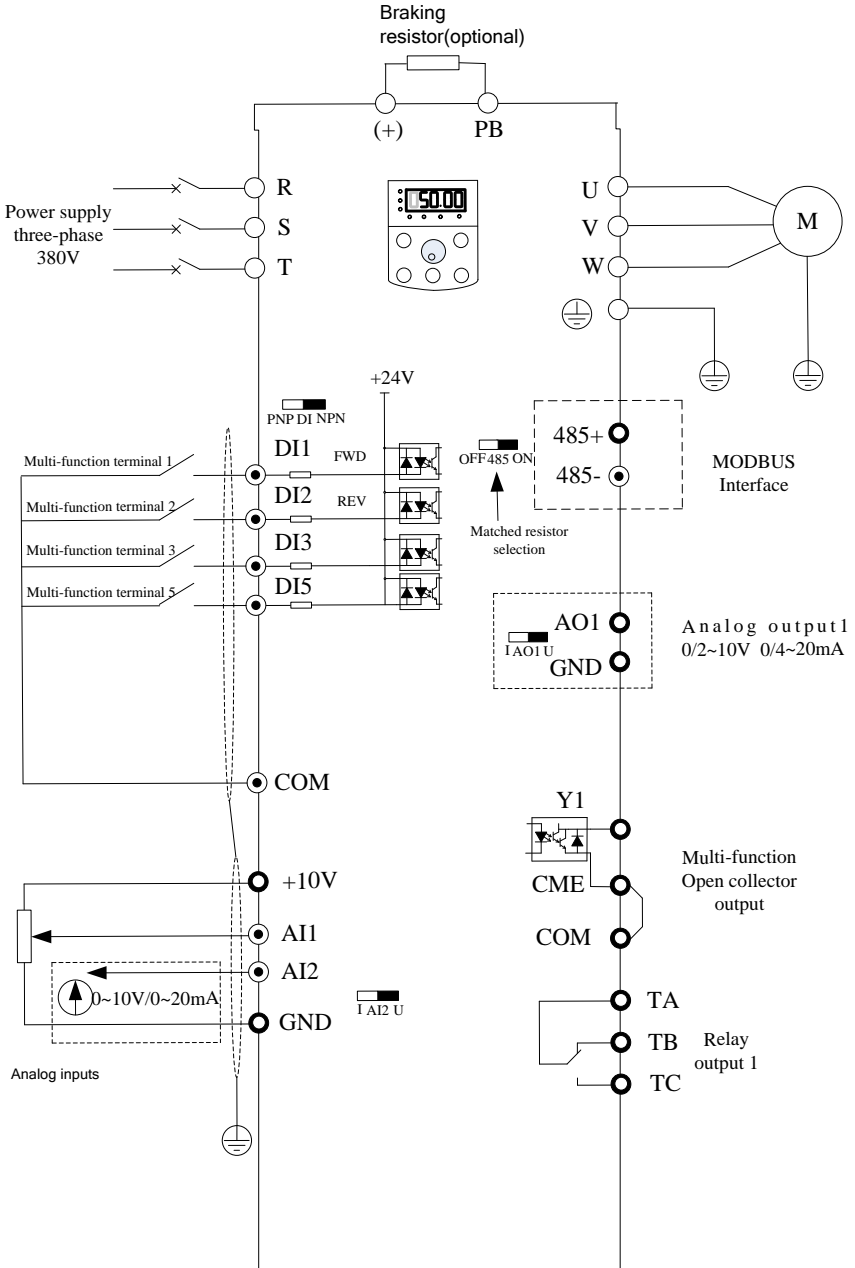 Braking
resistor(optional)
(+)
PB
R
S
T
Power supply
three-phase
380V
50.00
U
V
W
M
+24V
PNP DI NPN
Multi-function terminal 1
DI1
FWD
Multi-function terminal 2
DI2
REV
Multi-function terminal 3
DI3
Multi-function terminal 5
DI5
COM
OFF 485 ON
Matched resistor
selection
485+
485-
MODBUS
Interface
I AO1 U
AO1
GND
Analog output1
0/2~10V 0/4~20mA
Y1
CME
COM
Multi-function
Open collector
output
+10V
AI1
AI2
0~10V/0~20mA
GND
I AI2 U
Analog inputs
TA
TB
TC
Relay
output 1